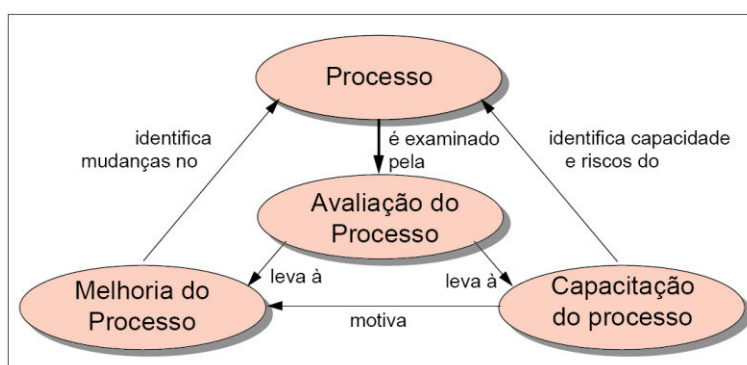 Processo
identifica
mudanças no
é examinado
pela
identifica capacidade
e riscos do
Avaliação do
Processo
leva à
leva à
Melhoria do
Processo
motiva
Capacitação
do processo